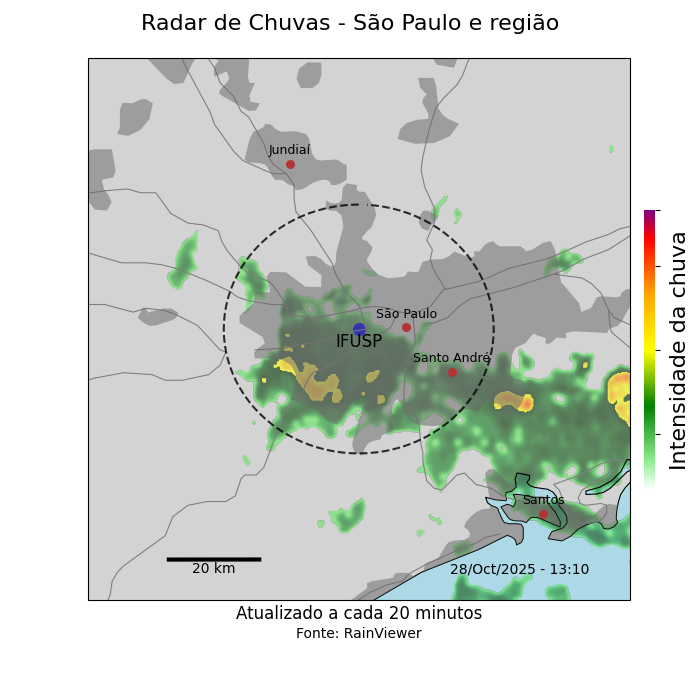 Radar de Chuvas - São Paulo e região
Jundiaí
São Paulo
IFUSP
Santo André
Intensidade da chuva
Santos
20 km
28/Oct/2025 - 13:10
Atualizado a cada 20 minutos
Fonte: RainViewer